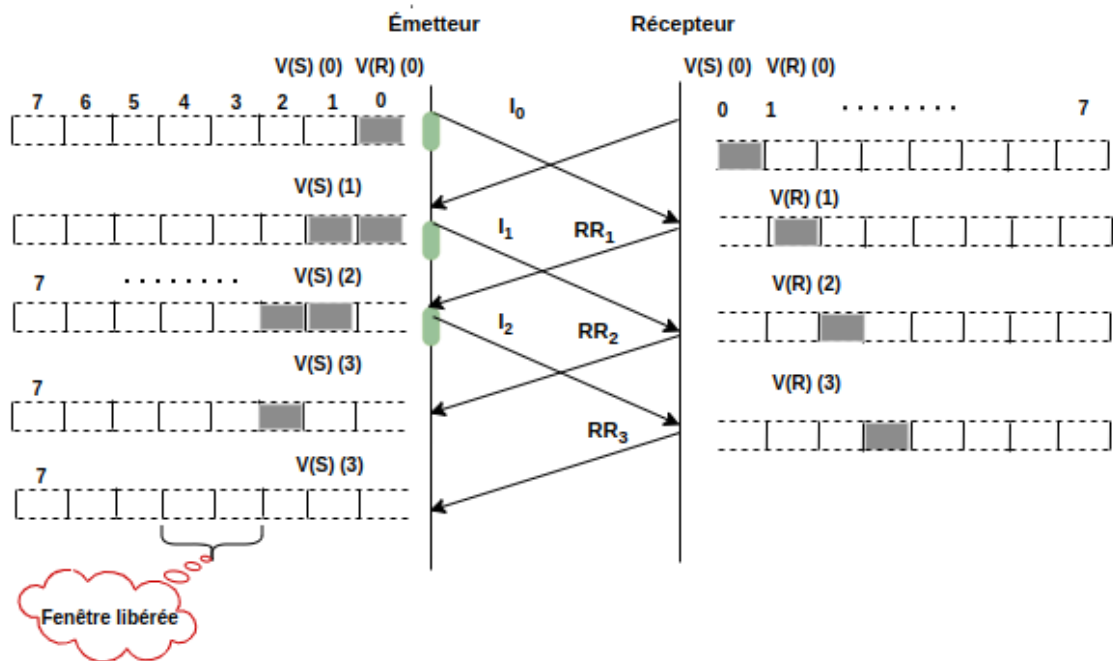 Émetteur Récepteur
V(S) (0) V(R) (0) V(S) (0) V(R) (0)
7 6 5 4 3 2 1 0 I0 0 1 ........ 7
V(S) (1) V(R) (1)
I1 RR1
7 ........ V(S) (2) V(R) (2)
I2 RR2
7 V(S) (3) V(R) (3)
RR3
7 V(S) (3)
Fenêtre libérée